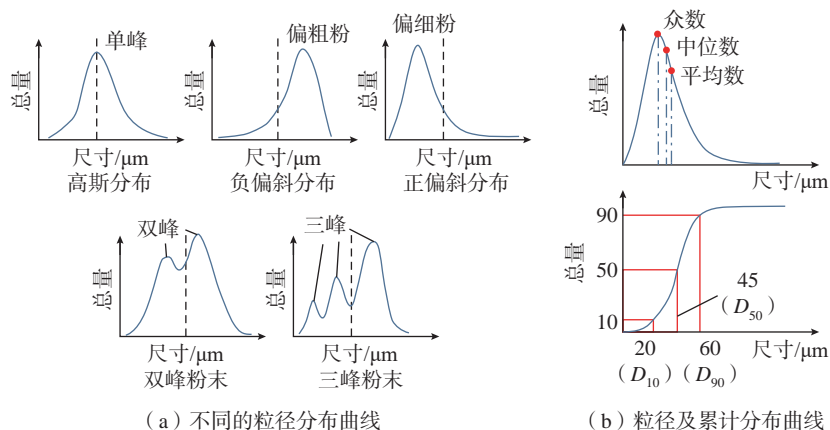 单峰
总量
尺寸/μm
高斯分布
偏粗粉
总量
尺寸/μm
负偏斜分布
偏细粉
总量
尺寸/μm
正偏斜分布
双峰
总量
尺寸/μm
双峰粉末
三峰
总量
尺寸/μm
三峰粉末
（a）不同的粒径分布曲线
众数
中位数
平均数
总量
尺寸/μm
90
50
10
总量
45
（D50）
20
60
尺寸/μm
（D10）
（D90）
（b）粒径及累计分布曲线